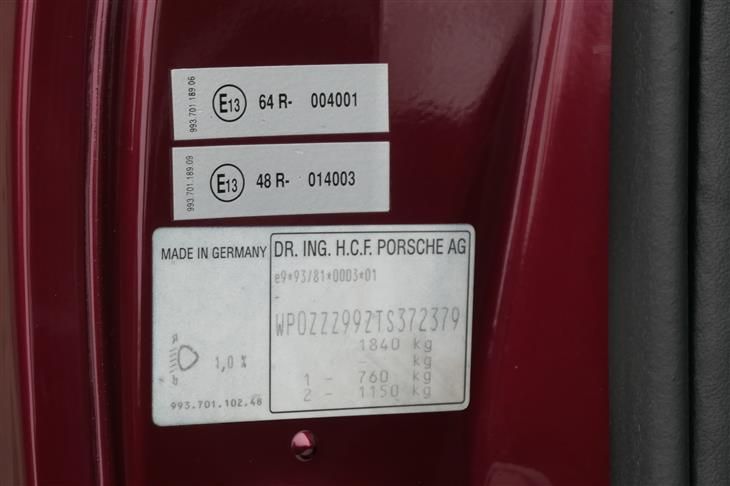 993.701.189.06
E13 64 R- 004001
993.701.189.09
E13 48 R- 014003
MADE IN GERMANY
DR. ING. H.C.F. PORSCHE AG
e9*93/81*0003*01
-
WP0ZZZ99ZTS372379
1840 kg
- kg
1 - 760 kg
2 - 1150 kg
1,0 %
993.701.102.48